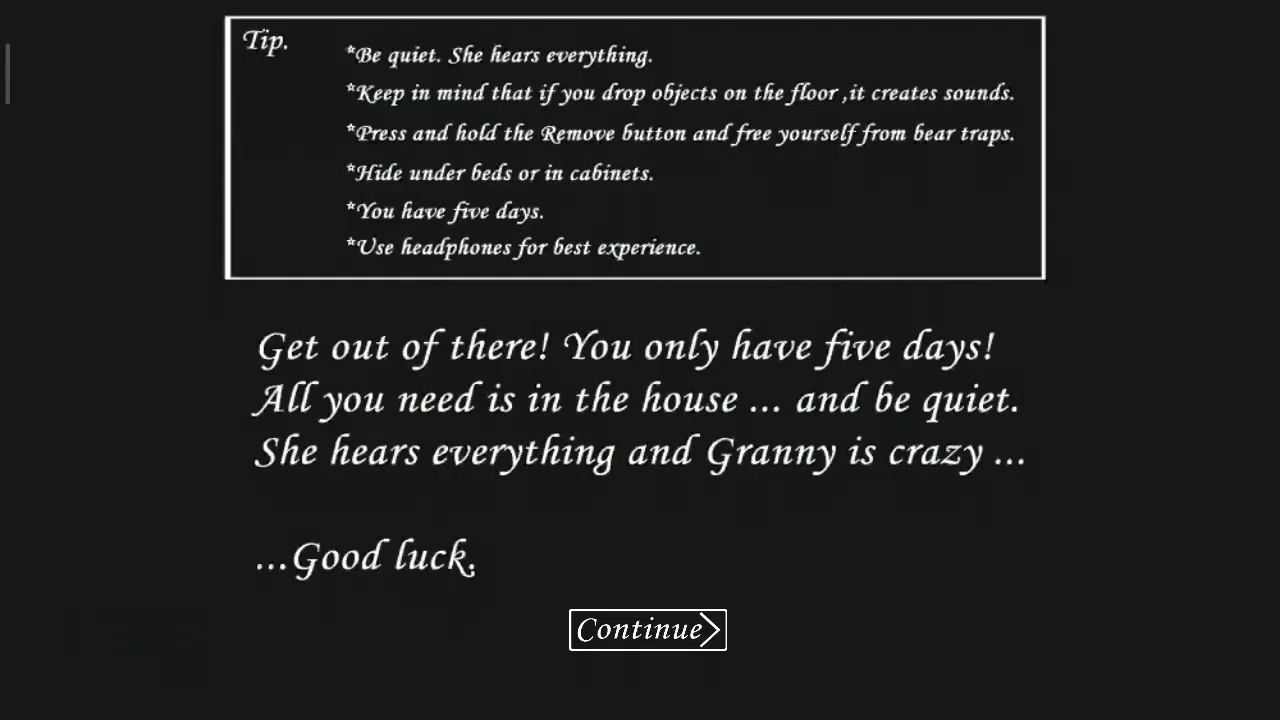 Tip.
*Be quiet. She hears everything.
*Keep in mind that if you drop objects on the floor ,it creates sounds.
*Press and hold the Remove button and free yourself from bear traps.
*Hide under beds or in cabinets.
*You have five days.
*Use headphones for best experience.
Get out of there! You only have five days!
All you need is in the house ... and be quiet.
She hears everything and Granny is crazy ...
...Good luck.
Continue